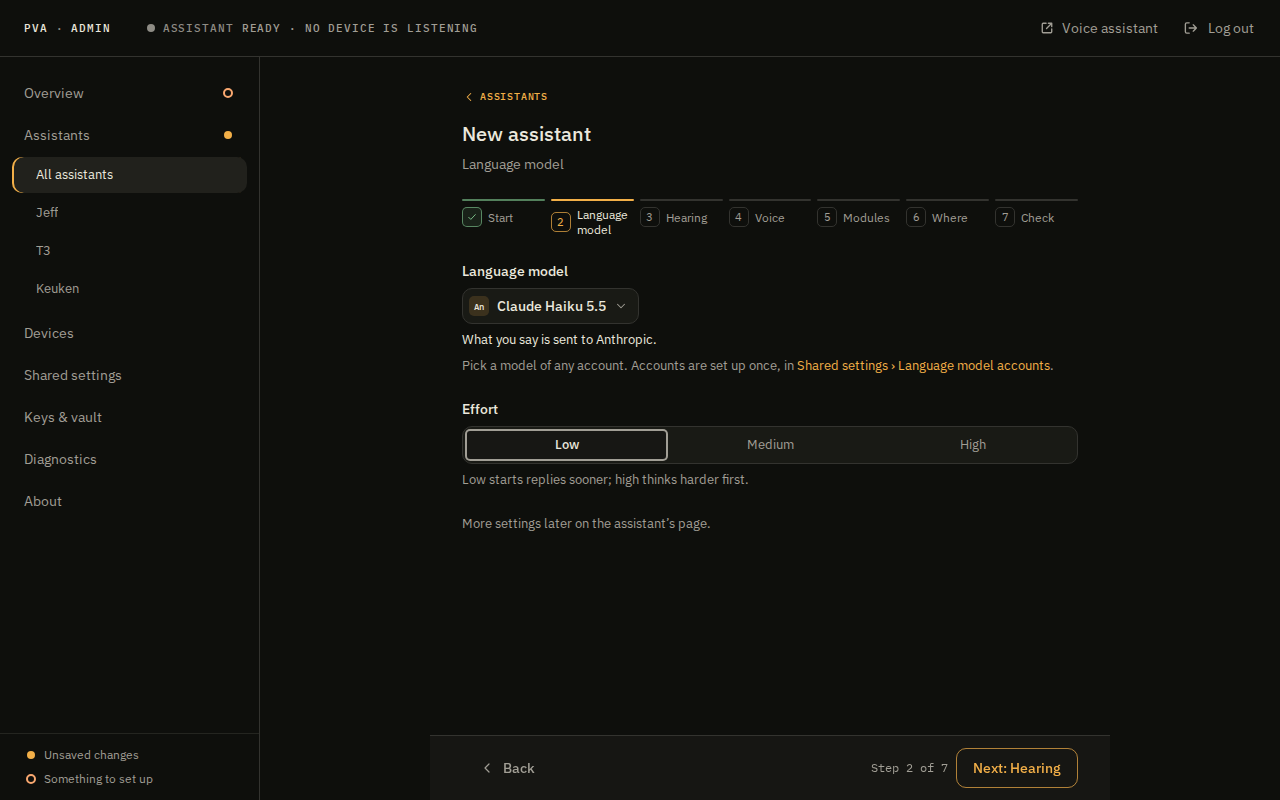 PVA · ADMIN
ASSISTANT READY · NO DEVICE IS LISTENING
Voice assistant
Log out
Overview
Assistants
All assistants
Jeff
T3
Keuken
Devices
Shared settings
Keys & vault
Diagnostics
About
Unsaved changes
Something to set up
ASSISTANTS
New assistant
Language model
Start
2 Language
model
3 Hearing
4 Voice
5 Modules
6 Where
7 Check
Language model
An Claude Haiku 5.5
What you say is sent to Anthropic.
Pick a model of any account. Accounts are set up once, in Shared settings › Language model accounts.
Effort
Low
Medium
High
Low starts replies sooner; high thinks harder first.
More settings later on the assistant’s page.
Back
Step 2 of 7
Next: Hearing